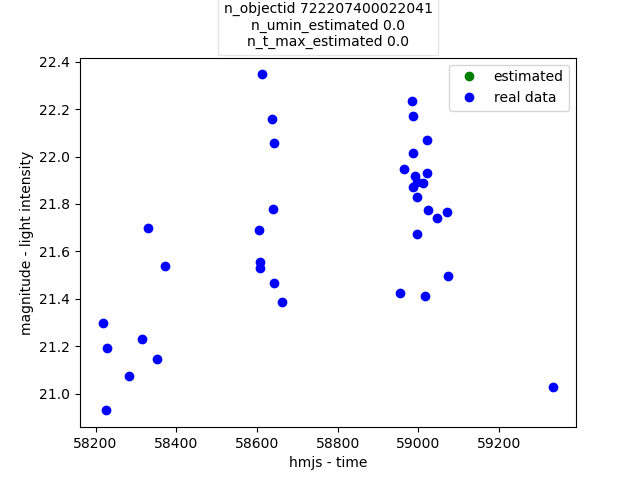 n_objectid 722207400022041
n_umin_estimated 0.0
n_t_max_estimated 0.0
estimated
real data
magnitude - light intensity
22.4
22.2
22.0
21.8
21.6
21.4
21.2
21.0
58200 58400 58600 58800 59000 59200
hmjs - time